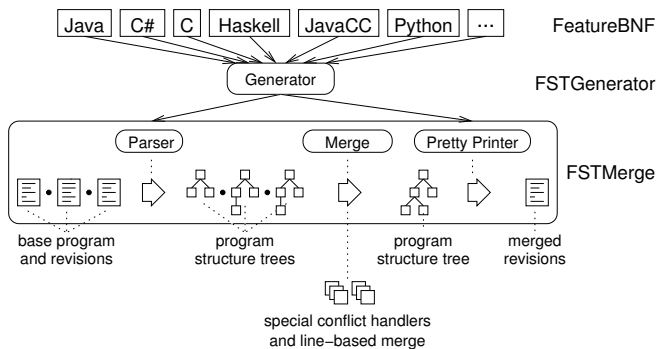 Java C# C Haskell JavaCC Python ... FeatureBNF
Generator FSTGenerator
Parser Merge Pretty Printer
FSTMerge
base program program program merged
and revisions structure trees structure tree revisions
special conflict handlers
and line−based merge